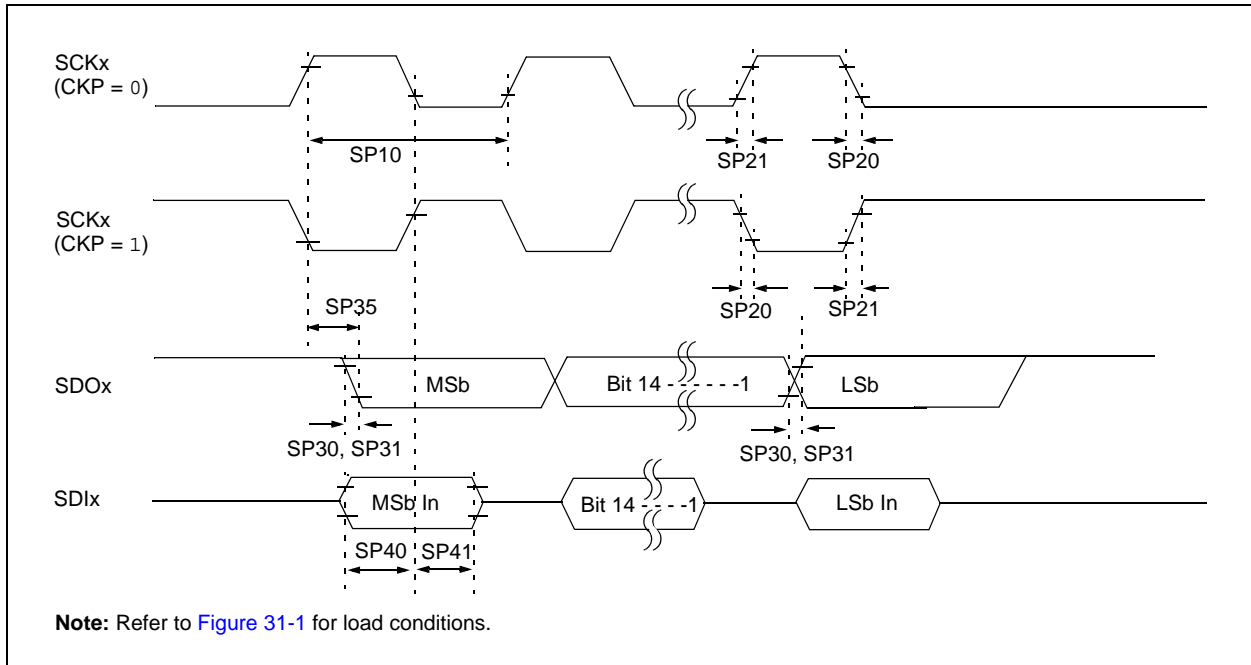 SCKx
(CKP = 0)
SP10
SP21
SP20
SCKx
(CKP = 1)
SP35
SP20
SP21
SDOx
MSb
Bit 14 - - - - - -1
LSb
SP30, SP31
SP30, SP31
SDIx
MSb In
Bit 14 - - - -1
LSb In
SP40
SP41
Note: Refer to Figure 31-1 for load conditions.